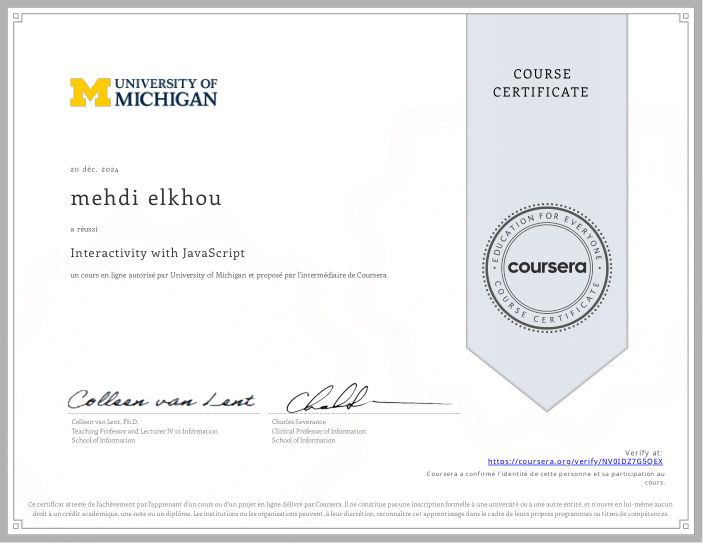 UNIVERSITY OF
MICHIGAN
COURSE
CERTIFICATE
20 déc. 2024
mehdi elkhou
a réussi
Interactivity with JavaScript
un cours en ligne autorisé par University of Michigan et proposé par l'intermédiaire de Coursera
EDUCATION FOR EVERYONE
coursera
COURSE CERTIFICATE
Colleen van Lent
Colleen van Lent, Ph.D.
Teaching Professor and Lecturer IV in Information
School of Information
Charles Severance
Clinical Professor of Information
School of Information
Verify at:
https://coursera.org/verify/NV0IDZ7G5QEX
Coursera a confirmé l'identité de cette personne et sa participation au
cours.
Ce certificat atteste de l'achèvement par l'apprenant d'un cours ou d'un projet en ligne délivré par Coursera. Il ne constitue pas une inscription formelle à une université ou à une autre entité, et n'ouvre en lui-même aucun
droit à un crédit académique, une note ou un diplôme. Les institutions ou les organisations peuvent, à leur discrétion, reconnaître cet apprentissage dans le cadre de leurs propres programmes ou titres de compétences.